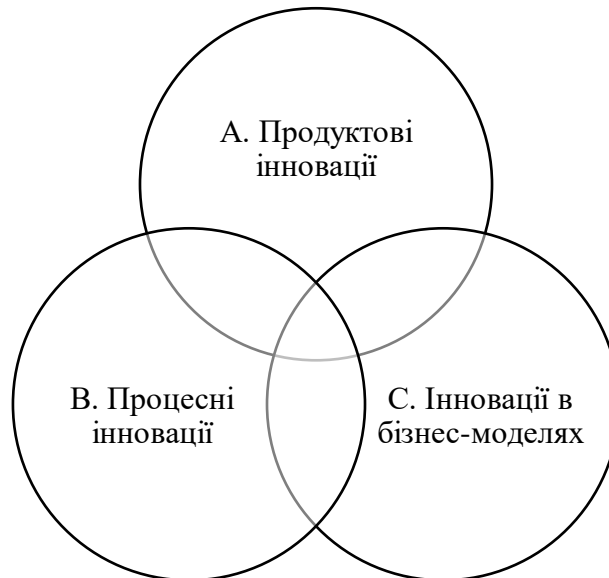 A. Продуктові
інновації
B. Процесні
інновації
C. Інновації в
бізнес-моделях